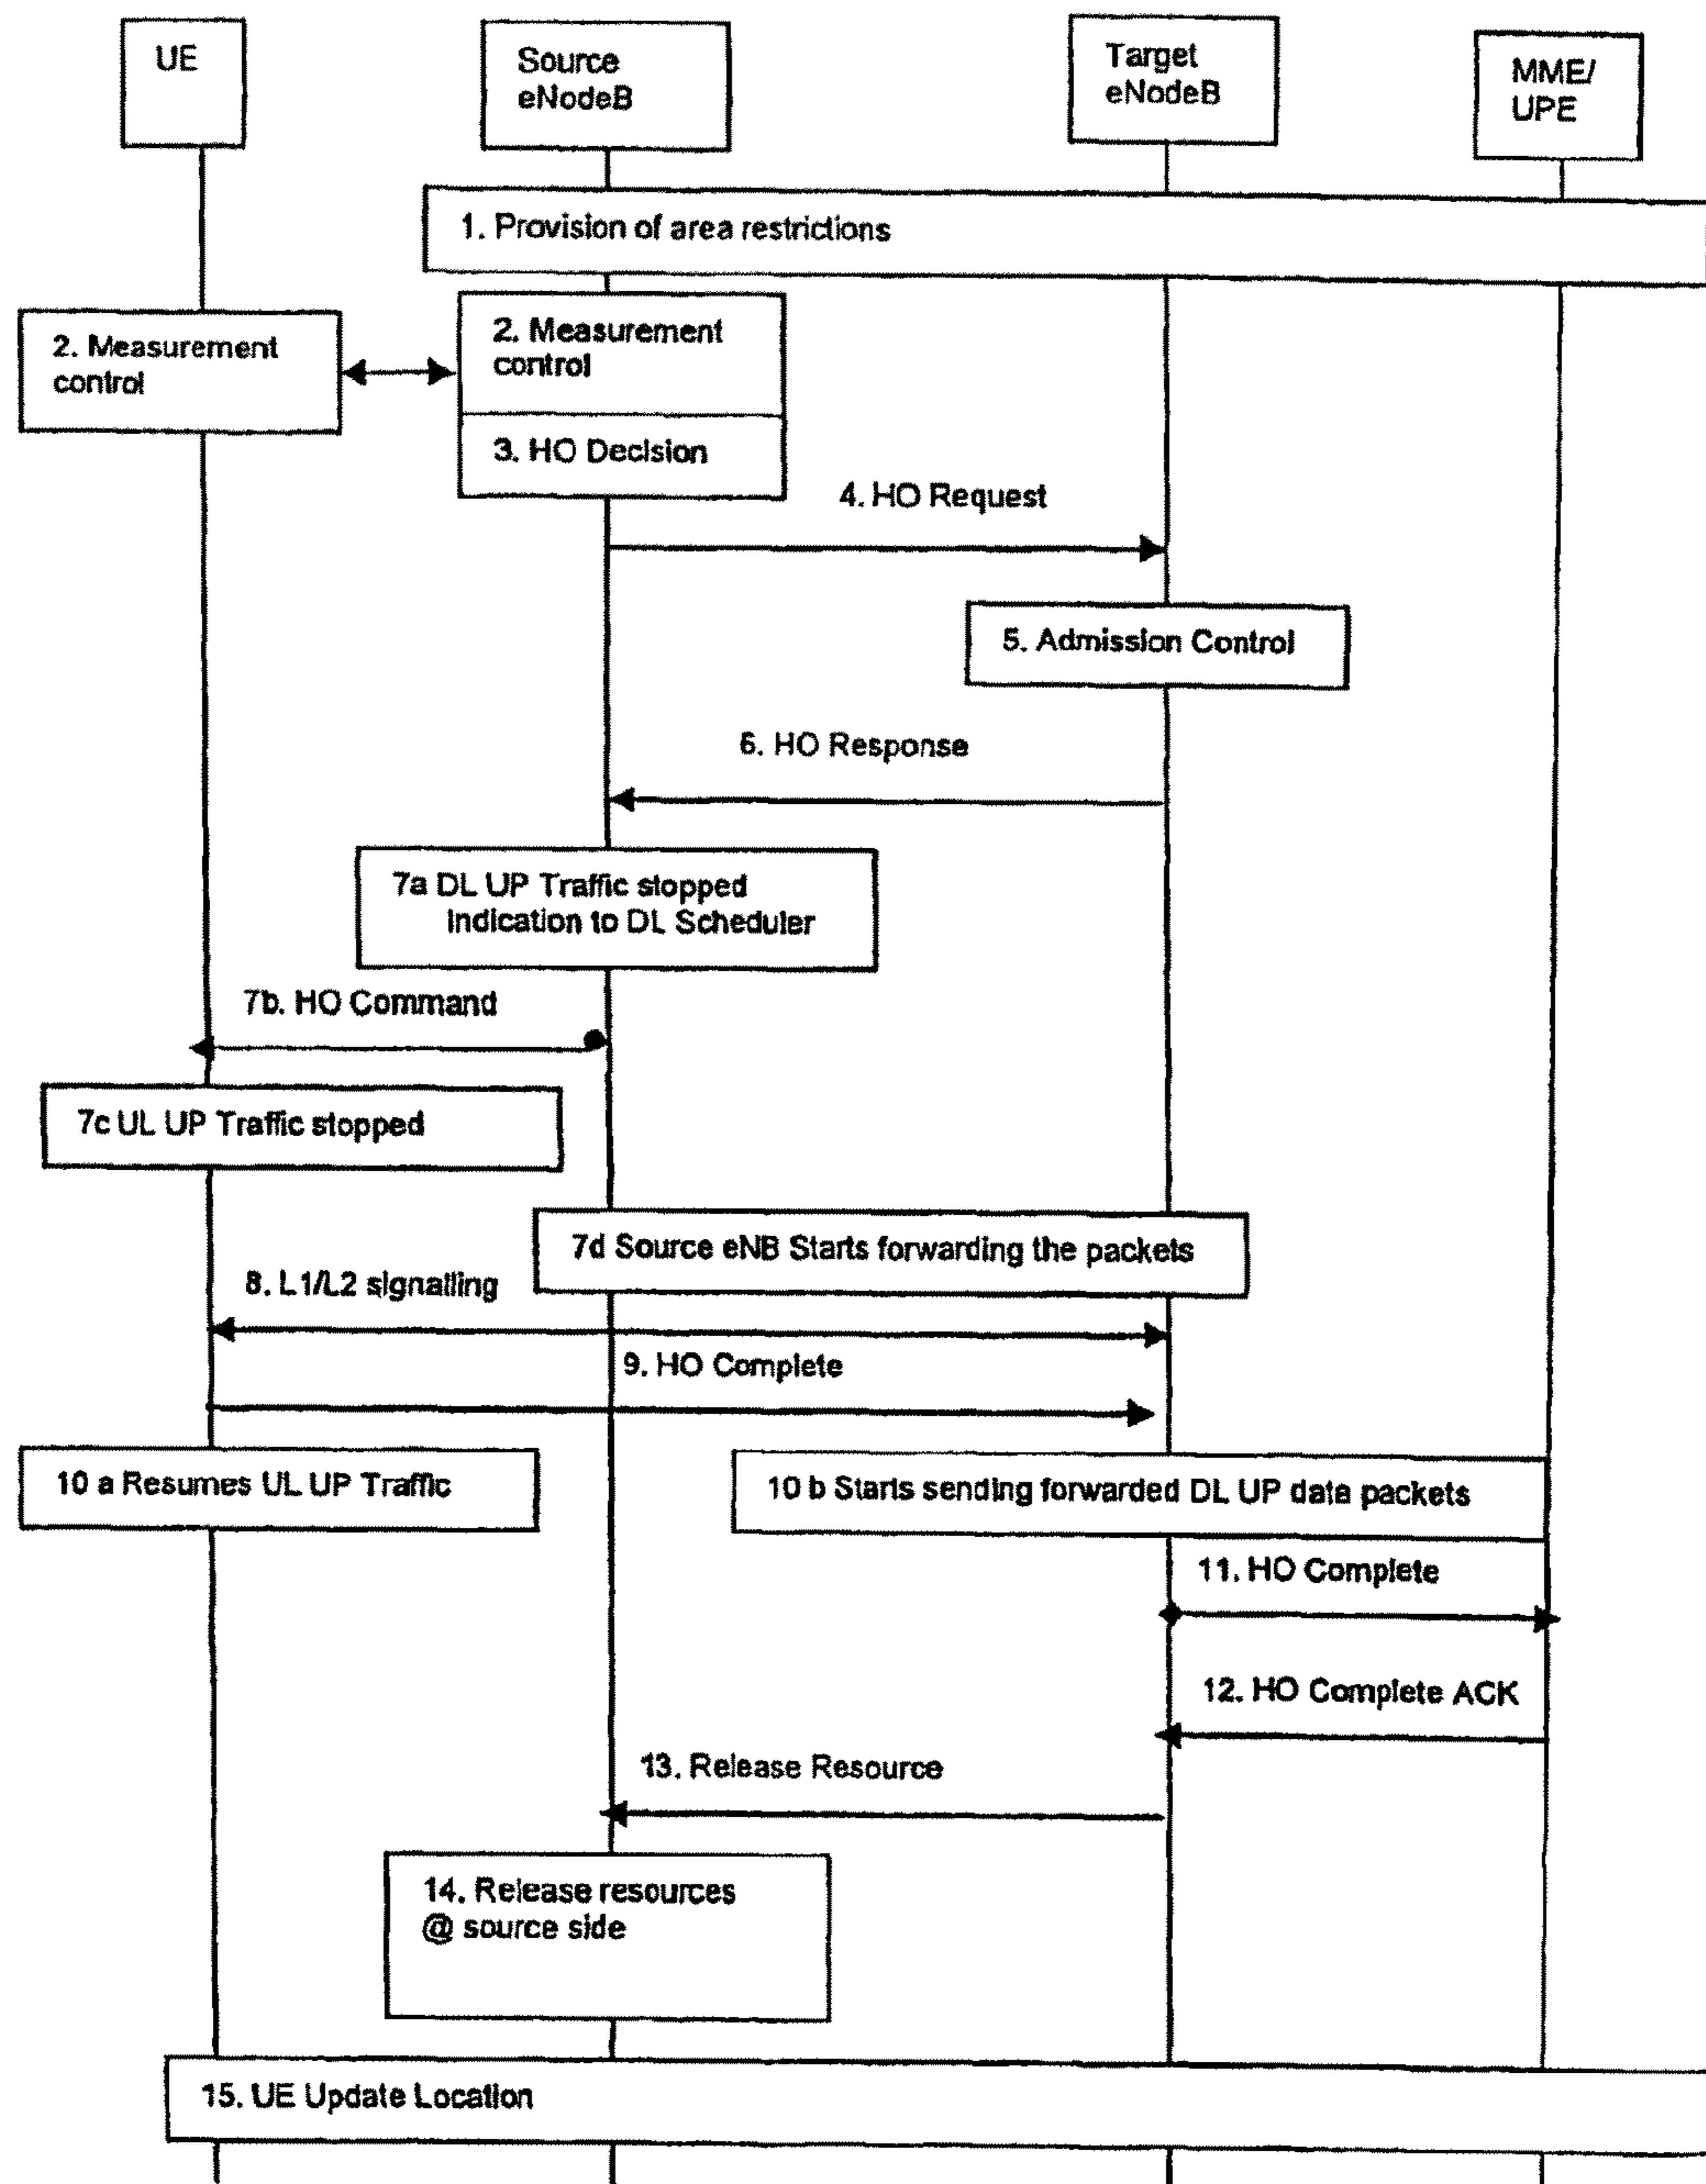 UE
Source
eNodeB
Target
eNodeB
MME/
UPE
1. Provision of area restrictions
2. Measurement
control
2. Measurement
control
3. HO Decision
4. HO Request
5. Admission Control
6. HO Response
7a DL UP Traffic stopped
Indication to DL Scheduler
7b. HO Command
7c UL UP Traffic stopped
7d Source eNB Starts forwarding the packets
8. L1/L2 signalling
9. HO Complete
10 a Resumes UL UP Traffic
10 b Starts sending forwarded DL UP data packets
11. HO Complete
12. HO Complete ACK
13. Release Resource
14. Release resources
@ source side
15. UE Update Location